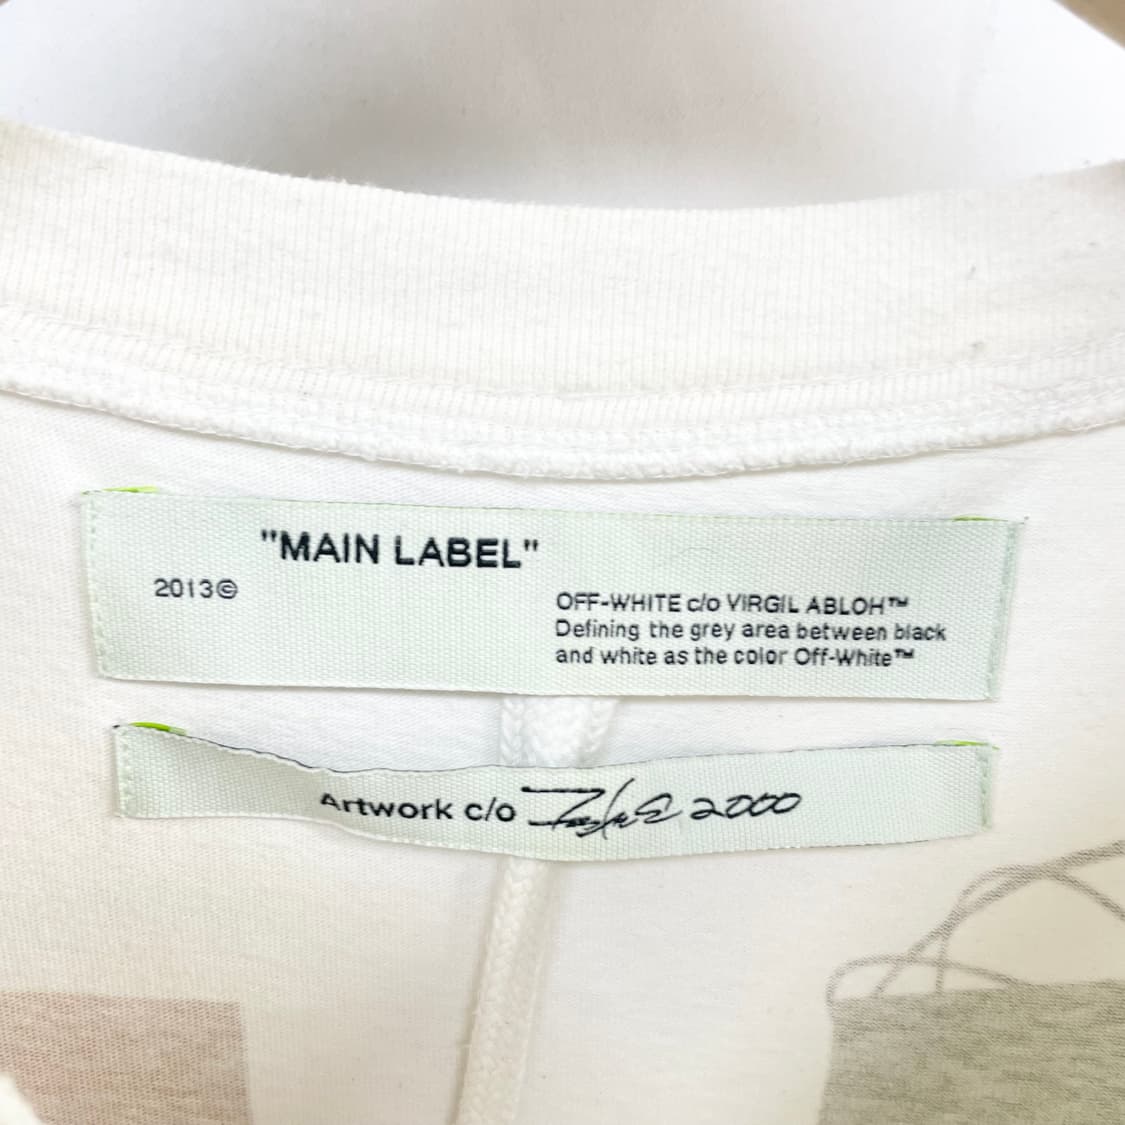 "MAIN LABEL"
2013©
OFF-WHITE c/o VIRGIL ABLOH™
Defining the grey area between black
and white as the color Off-White™
Artwork c/o Futura 2000